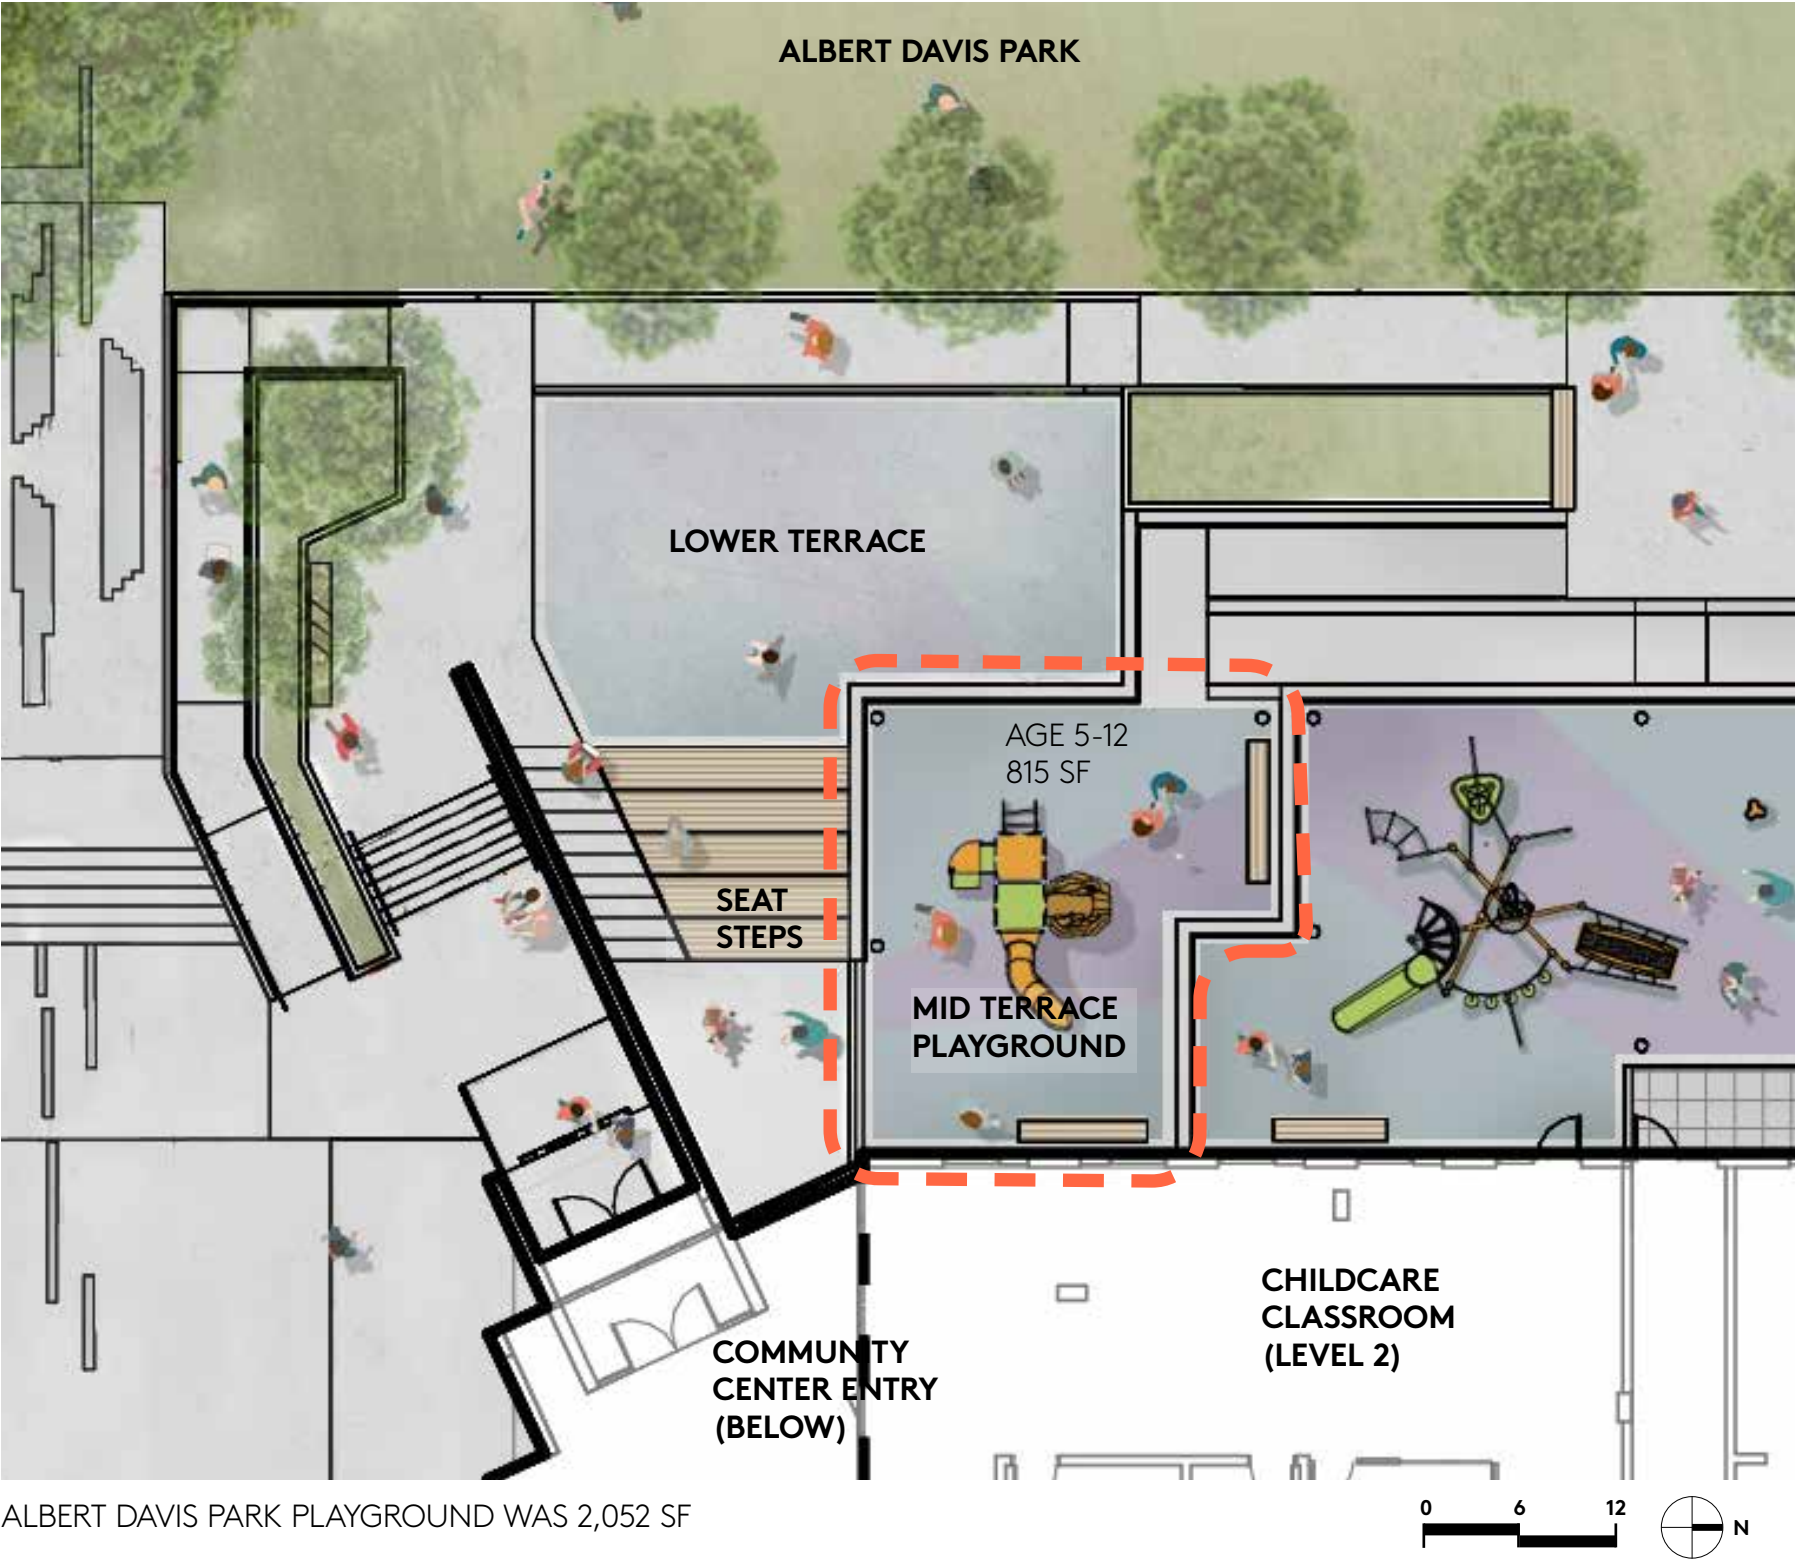 ALBERT DAVIS PARK
LOWER TERRACE
AGE 5-12
815 SF
SEAT
STEPS
MID TERRACE
PLAYGROUND
CHILDCARE
CLASSROOM
(LEVEL 2)
COMMUNITY
CENTER ENTRY
(BELOW)
ALBERT DAVIS PARK PLAYGROUND WAS 2,052 SF
0 6 12
N